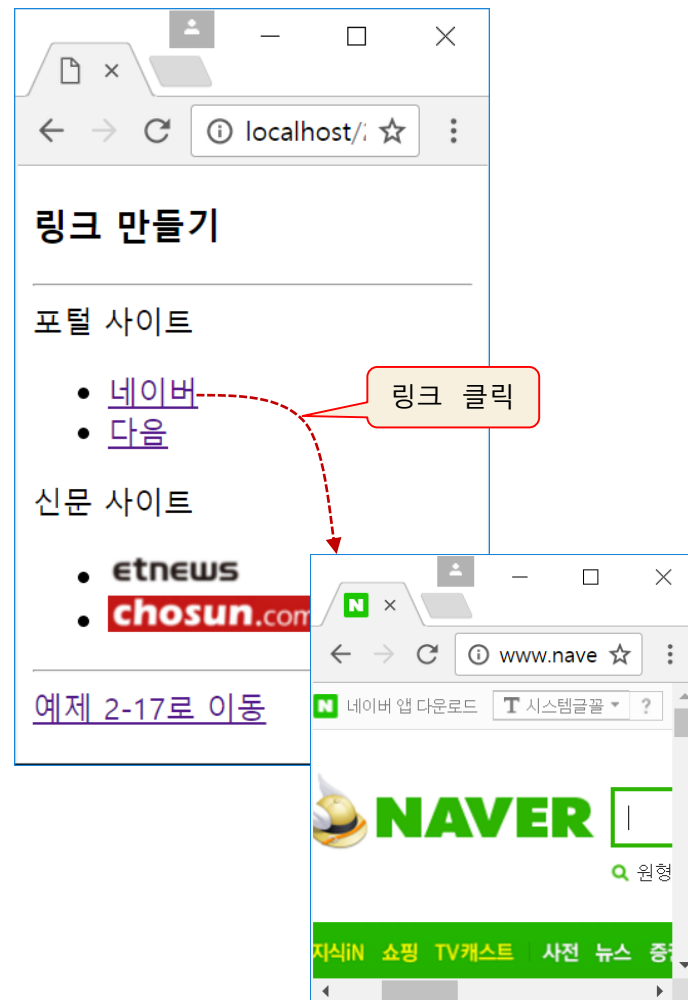 localhost/2
링크 만들기
포털 사이트
네이버
링크 클릭
다음
신문 사이트
etnews
chosun.com
예제 2-17로 이동
N
www.nave
N 네이버 앱 다운로드 T 시스템글꼴 ?
NAVER
원형
지식iN 쇼핑 TV캐스트 사전 뉴스